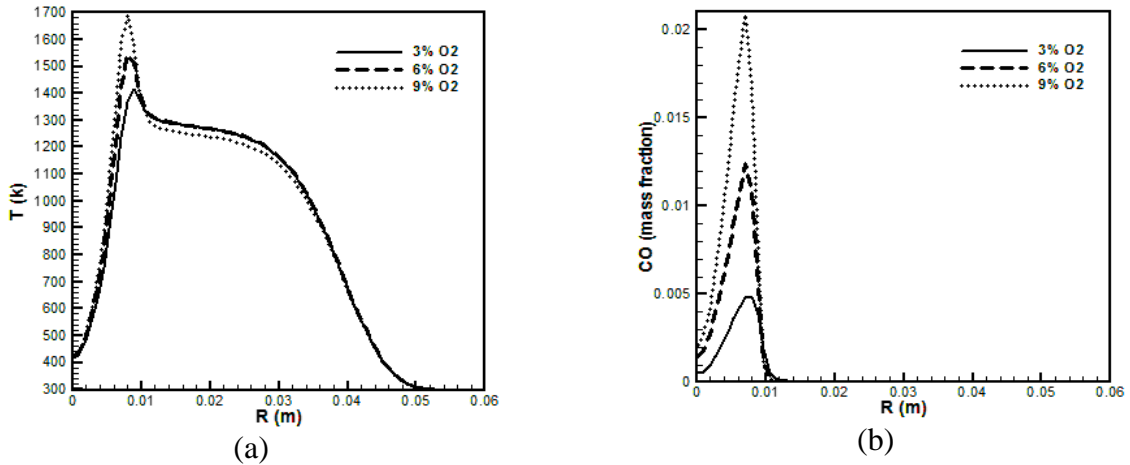 1700
1600
1500
1400
1300
1200
1100
1000
900
800
700
600
500
400
300
T (k)
0
0.01
0.02
0.03
0.04
0.05
0.06
R (m)
3% O2
6% O2
9% O2
(a)
0.02
0.015
0.01
0.005
0
CO (mass fraction)
0
0.01
0.02
0.03
0.04
0.05
0.06
R (m)
3% O2
6% O2
9% O2
(b)